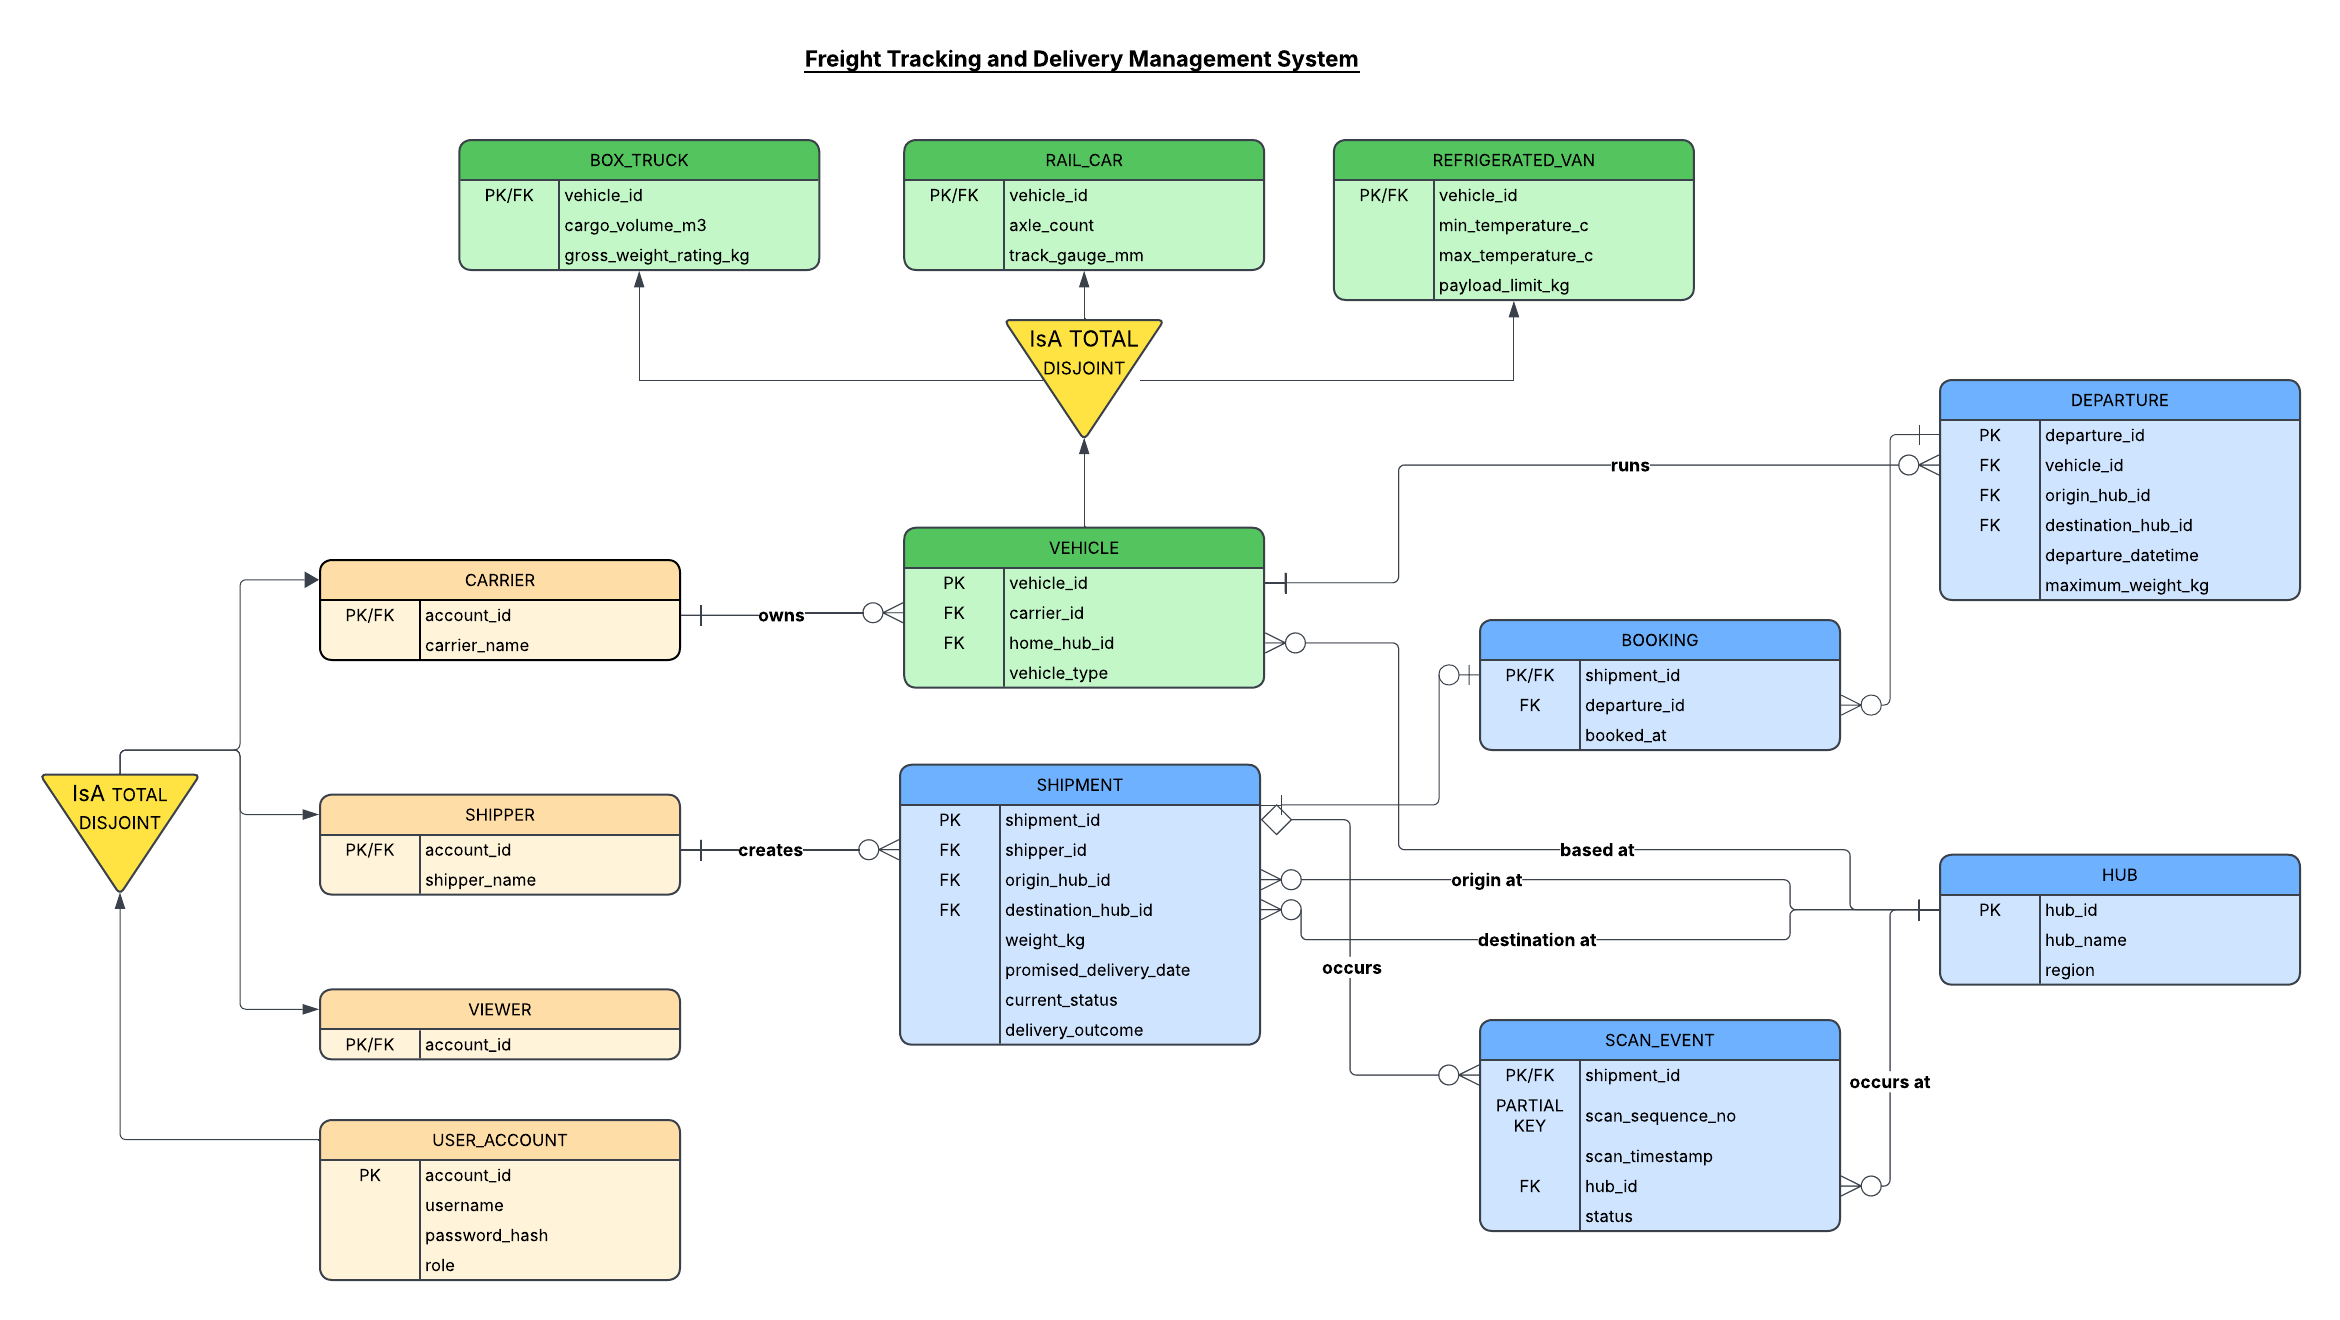 Freight Tracking and Delivery Management System
BOX_TRUCK
PK/FK vehicle_id
cargo_volume_m3
gross_weight_rating_kg
RAIL_CAR
PK/FK vehicle_id
axle_count
track_gauge_mm
REFRIGERATED_VAN
PK/FK vehicle_id
min_temperature_c
max_temperature_c
payload_limit_kg
IsA TOTAL
DISJOINT
DEPARTURE
PK departure_id
FK vehicle_id
FK origin_hub_id
FK destination_hub_id
departure_datetime
maximum_weight_kg
runs
VEHICLE
PK vehicle_id
FK carrier_id
FK home_hub_id
vehicle_type
CARRIER
PK/FK account_id
carrier_name
owns
BOOKING
PK/FK shipment_id
FK departure_id
booked_at
IsA TOTAL
DISJOINT
SHIPPER
PK/FK account_id
shipper_name
creates
SHIPMENT
PK shipment_id
FK shipper_id
FK origin_hub_id
FK destination_hub_id
weight_kg
promised_delivery_date
current_status
delivery_outcome
based at
origin at
destination at
occurs
HUB
PK hub_id
hub_name
region
VIEWER
PK/FK account_id
SCAN_EVENT
PK/FK shipment_id
PARTIAL
KEY scan_sequence_no
scan_timestamp
FK hub_id
status
occurs at
USER_ACCOUNT
PK account_id
username
password_hash
role